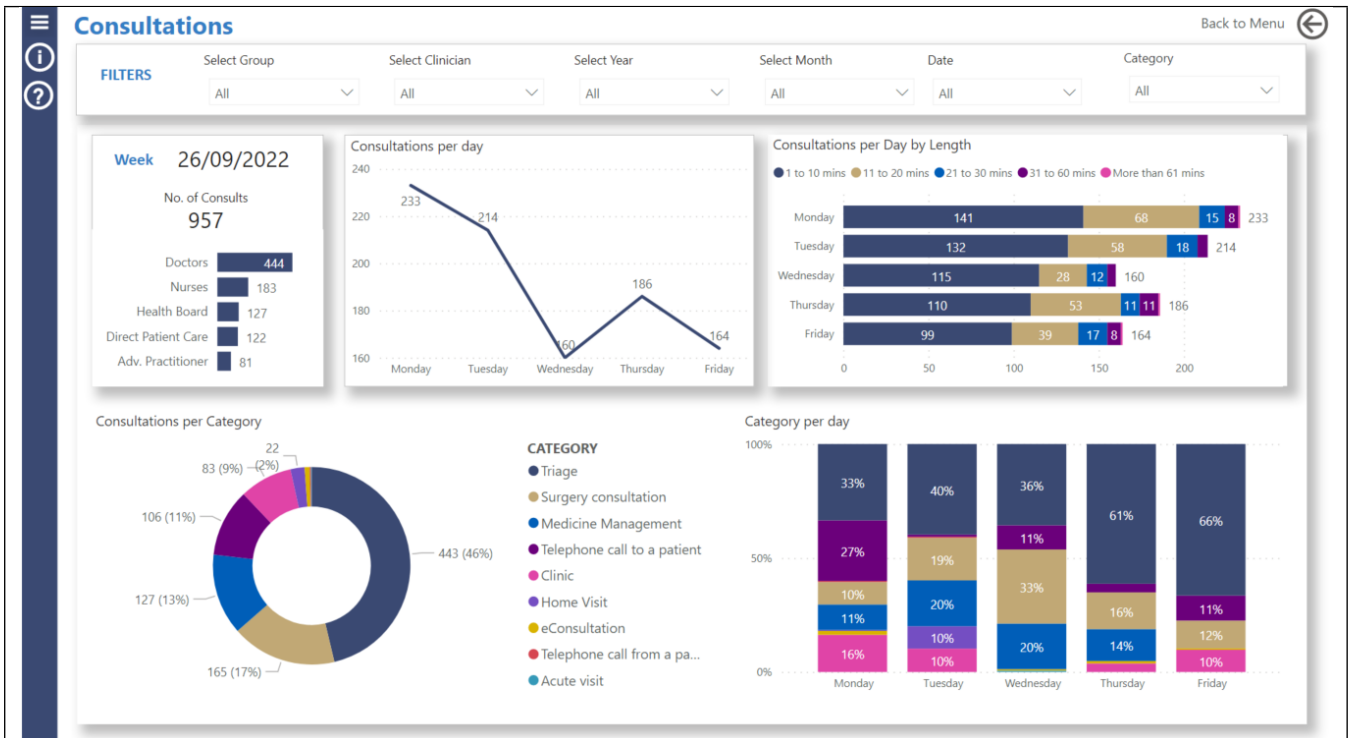 Consultations
Back to Menu
FILTERS
Select Group
All
Select Clinician
All
Select Year
All
Select Month
All
Date
All
Category
All
Week 26/09/2022
No. of Consults
957
Doctors 444
Nurses 183
Health Board 127
Direct Patient Care 122
Adv. Practitioner 81
Consultations per day
240
220
200
180
160
233
214
160
186
164
Monday Tuesday Wednesday Thursday Friday
Consultations per Day by Length
1 to 10 mins 11 to 20 mins 21 to 30 mins 31 to 60 mins More than 61 mins
Monday 141 68 15 8 233
Tuesday 132 58 18 214
Wednesday 115 28 12 160
Thursday 110 53 11 11 186
Friday 99 39 17 8 164
0 50 100 150 200
Consultations per Category
22
(2%)
83 (9%)
106 (11%)
127 (13%)
165 (17%)
443 (46%)
CATEGORY
Triage
Surgery consultation
Medicine Management
Telephone call to a patient
Clinic
Home Visit
eConsultation
Telephone call from a pa...
Acute visit
Category per day
100%
50%
0%
33%
27%
10%
11%
16%
40%
19%
20%
10%
10%
36%
11%
33%
20%
61%
16%
14%
66%
11%
12%
10%
Monday Tuesday Wednesday Thursday Friday